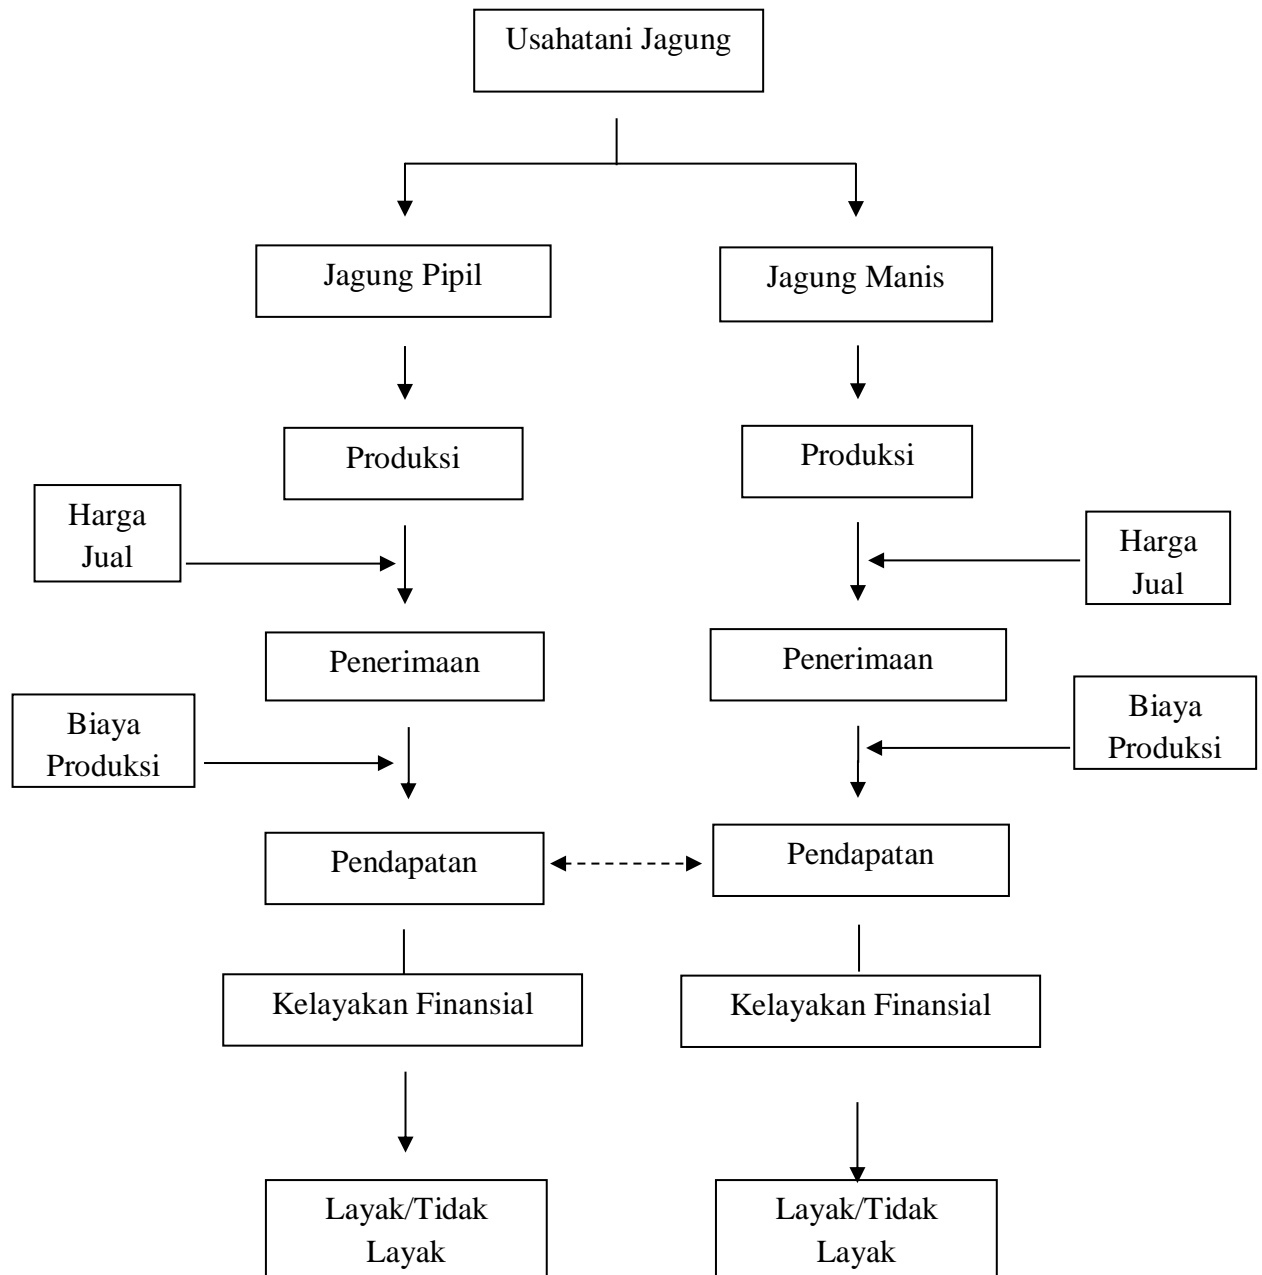 Usahatani Jagung
Jagung Pipil
Jagung Manis
Produksi
Produksi
Harga
Jual
Harga
Jual
Penerimaan
Penerimaan
Biaya
Produksi
Biaya
Produksi
Pendapatan
Pendapatan
Kelayakan Finansial
Kelayakan Finansial
Layak/Tidak
Layak
Layak/Tidak
Layak